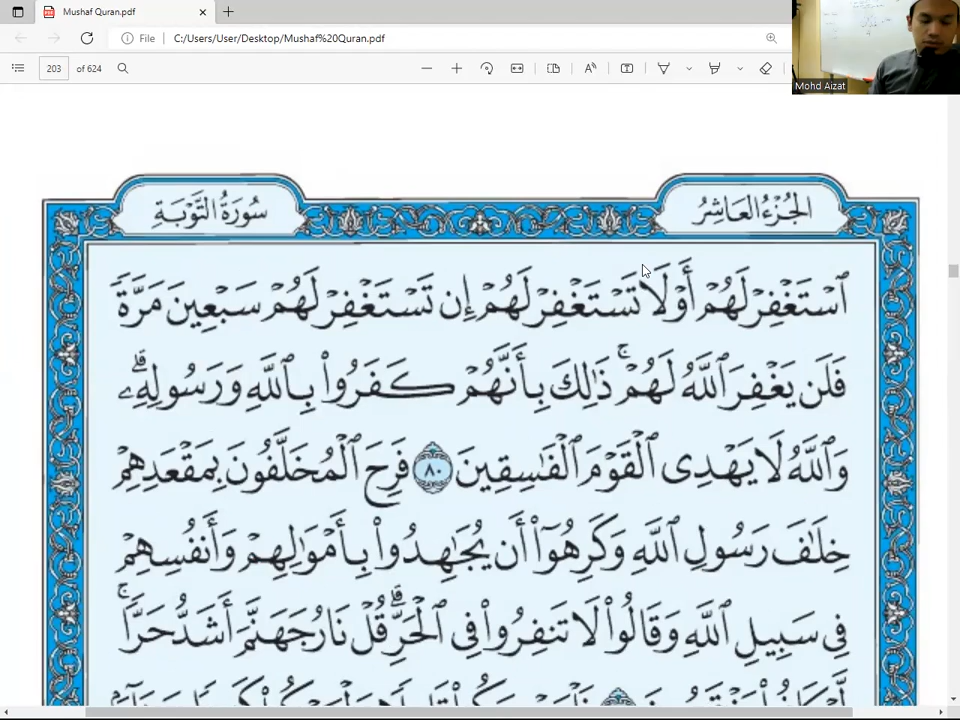 Mushaf Quran.pdf
File
C:/Users/User/Desktop/Mushaf%20Quran.pdf
203
of 624
Mohd Aizat
الجُزْءُ العَاشِرُ
سُورَةُ التَّوْبَةِ
ٱسۡتَغۡفِرۡ لَهُمۡ أَوۡ لَا تَسۡتَغۡفِرۡ لَهُمۡ إِن تَسۡتَغۡفِرۡ لَهُمۡ سَبۡعِينَ مَرَّةٗ
فَلَن يَغۡفِرَ ٱللَّهُ لَهُمۡۚ ذَٰلِكَ بِأَنَّهُمۡ كَفَرُواْ بِٱللَّهِ وَرَسُولِهِۦۗ
وَٱللَّهُ لَا يَهۡدِي ٱلۡقَوۡمَ ٱلۡفَٰسِقِينَ ٨٠ فَرِحَ ٱلۡمُخَلَّفُونَ بِمَقۡعَدِهِمۡ
خِلَٰفَ رَسُولِ ٱللَّهِ وَكَرِهُوٓاْ أَن يُجَٰهِدُواْ بِأَمۡوَٰلِهِمۡ وَأَنفُسِهِمۡ
فِي سَبِيلِ ٱللَّهِ وَقَالُواْ لَا تَنفِرُواْ فِي ٱلۡحَرِّۗ قُلۡ نَارُ جَهَنَّمَ أَشَدُّ حَرّٗاۚ